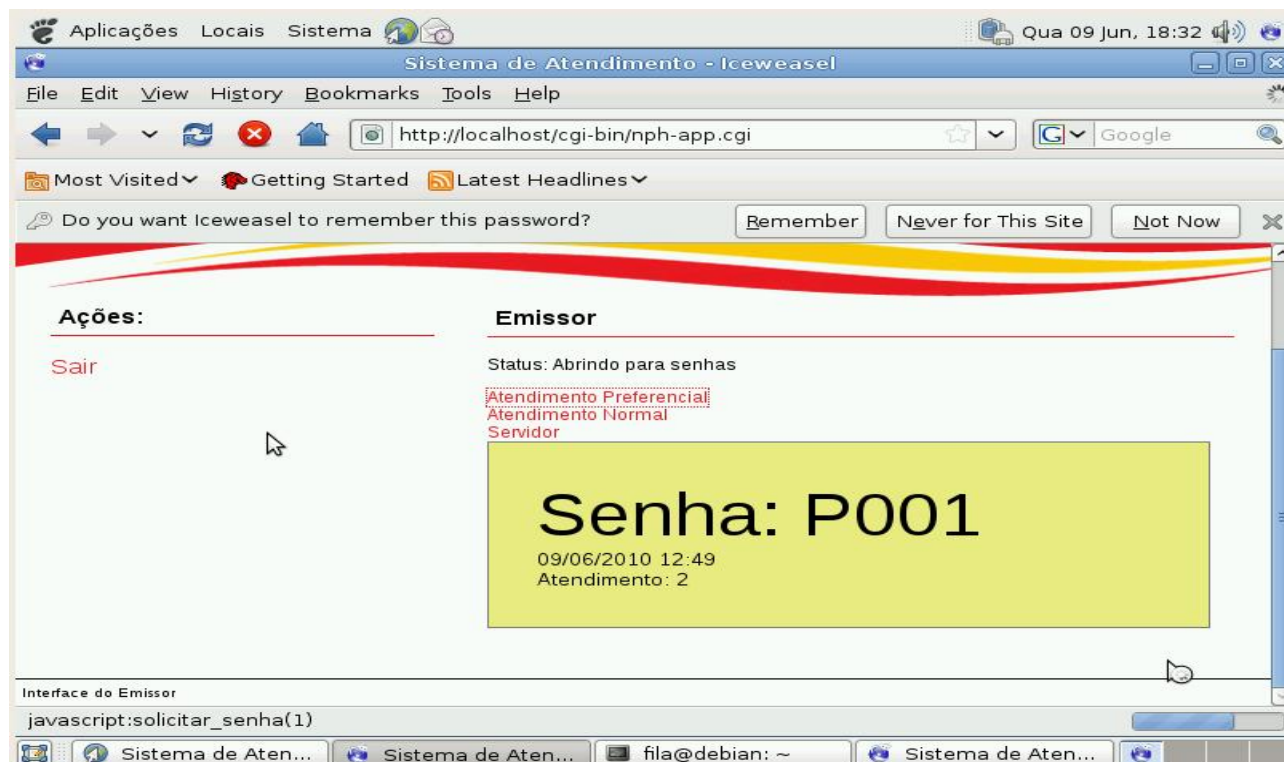 Aplicações Locais Sistema Qua 09 Jun, 18:32
Sistema de Atendimento - Iceweasel
File Edit View History Bookmarks Tools Help
http://localhost/cgi-bin/nph-app.cgi G Google
Most Visited Getting Started Latest Headlines
Do you want Iceweasel to remember this password? Remember Never for This Site Not Now
Ações:
Sair
Emissor
Status: Abrindo para senhas
Atendimento Preferencial
Atendimento Normal
Servidor
Senha: P001
09/06/2010 12:49
Atendimento: 2
Interface do Emissor
javascript:solicitar_senha(1)
Sistema de Aten... Sistema de Aten... fila@debian: ~ Sistema de Aten...